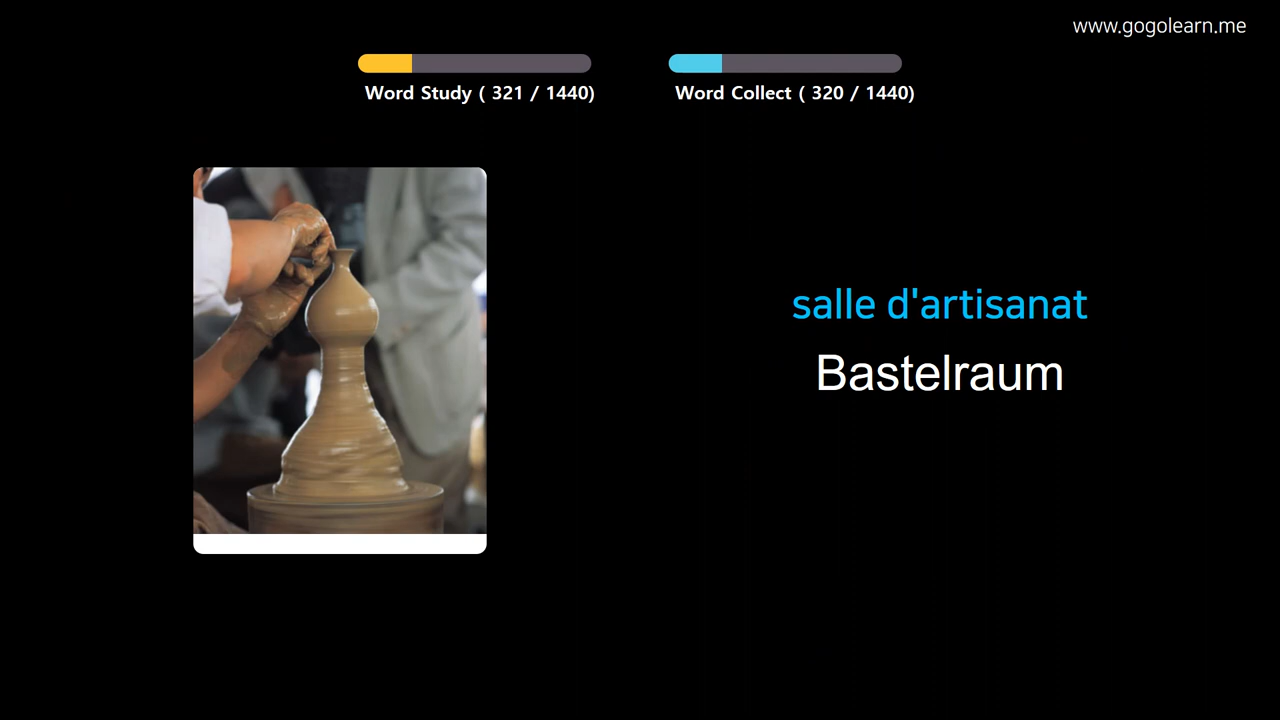 www.gogolearn.me
Word Study ( 321 / 1440)
Word Collect ( 320 / 1440)
salle d'artisanat
Bastelraum